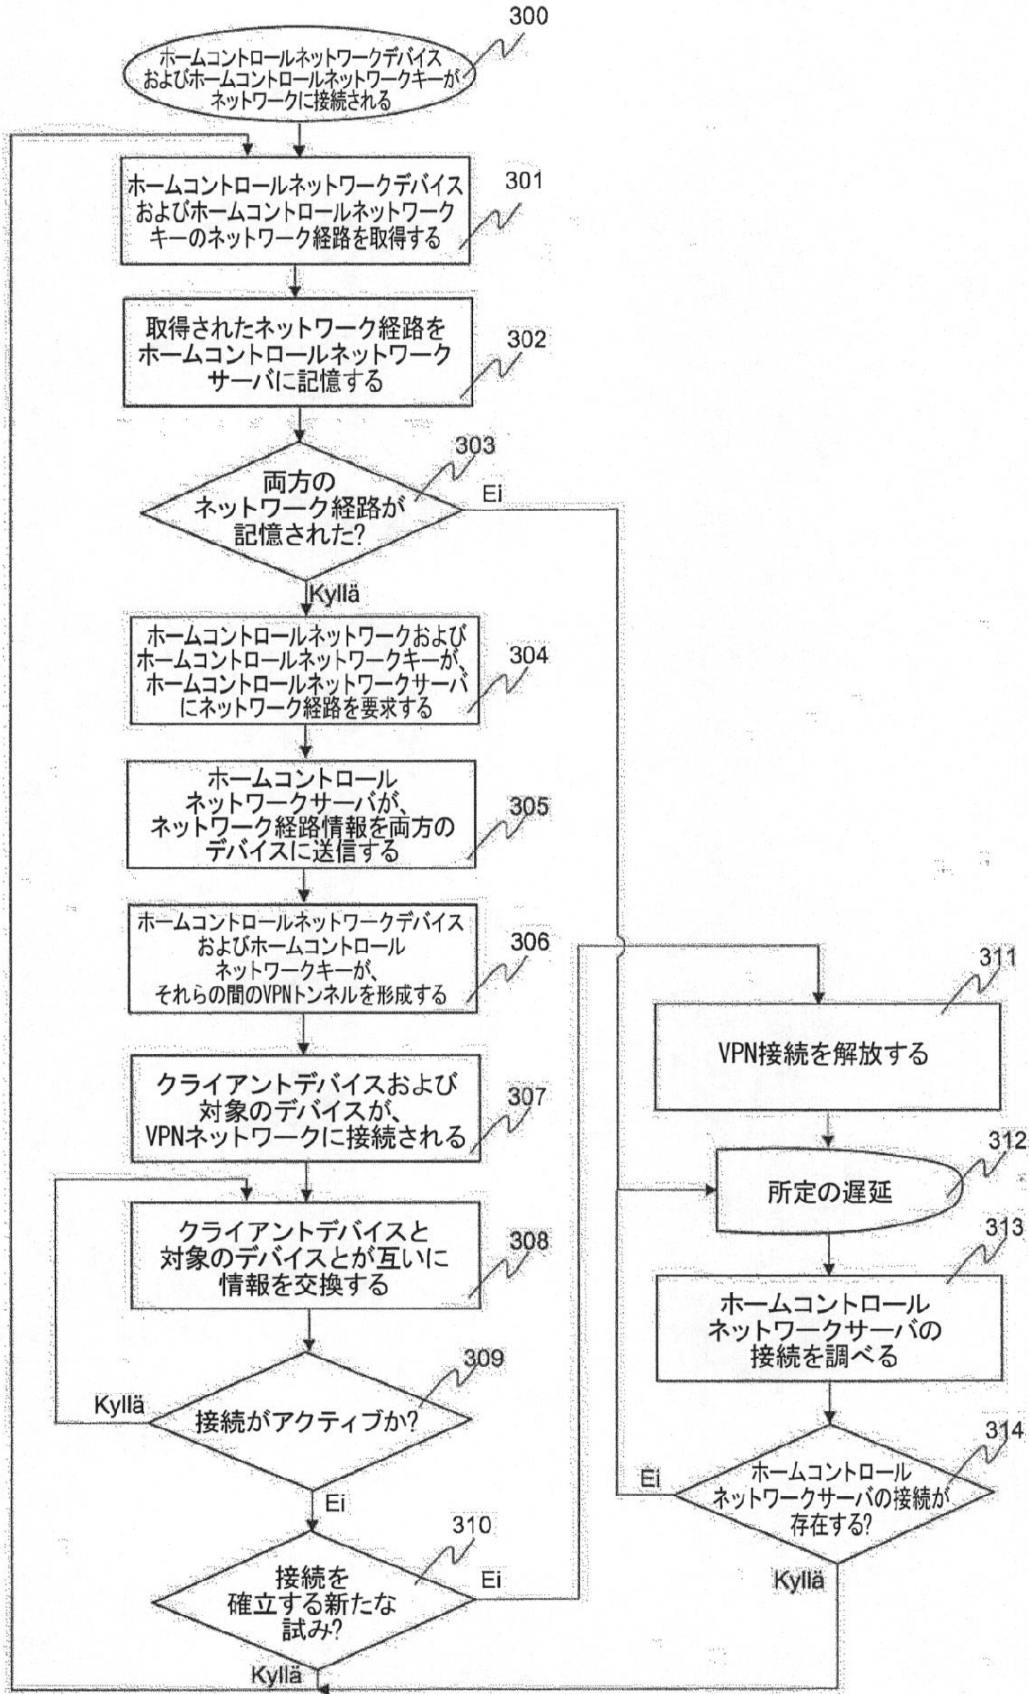 300
ホームコントロールネットワークデバイス
およびホームコントロールネットワークキーが
ネットワークに接続される
301
ホームコントロールネットワークデバイス
およびホームコントロールネットワーク
キーのネットワーク経路を取得する
302
取得されたネットワーク経路を
ホームコントロールネットワーク
サーバに記憶する
303
両方の
ネットワーク経路が
記憶された?
Ei
Kyllä
304
ホームコントロールネットワークおよび
ホームコントロールネットワークキーが、
ホームコントロールネットワークサーバ
にネットワーク経路を要求する
305
ホームコントロール
ネットワークサーバが、
ネットワーク経路情報を両方の
デバイスに送信する
306
ホームコントロールネットワークデバイス
およびホームコントロール
ネットワークキーが、
それらの間のVPNトンネルを形成する
307
クライアントデバイスおよび
対象のデバイスが、
VPNネットワークに接続される
308
クライアントデバイスと
対象のデバイスとが互いに
情報を交換する
309
接続がアクティブか?
Kyllä
Ei
310
接続を
確立する新たな
試み?
Ei
Kyllä
311
VPN接続を解放する
312
所定の遅延
313
ホームコントロール
ネットワークサーバの
接続を調べる
314
ホームコントロール
ネットワークサーバの接続が
存在する?
Ei
Kyllä